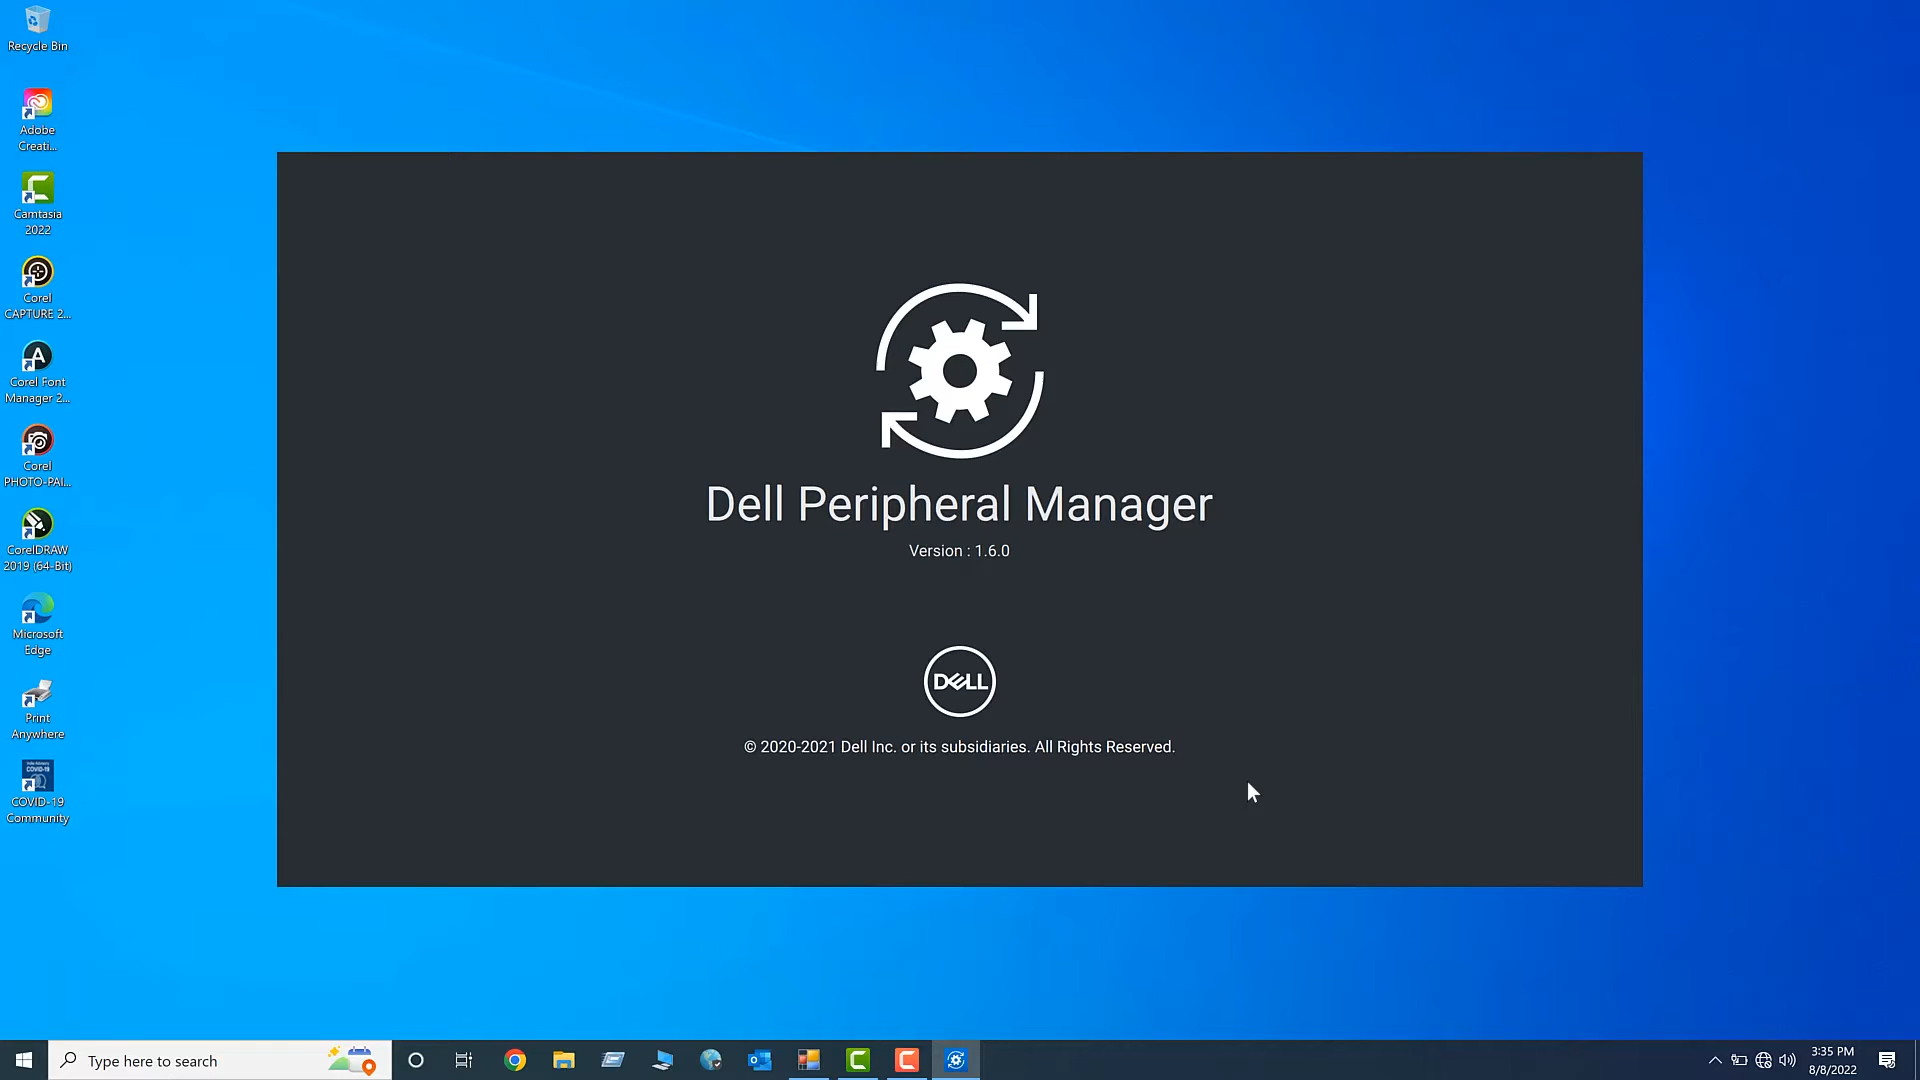 Recycle Bin
Adobe
Creati...
Camtasia
2022
Corel
CAPTURE 2...
Corel Font
Manager 2...
Corel
PHOTO-PAI...
CorelDRAW
2019 (64-Bit)
Microsoft
Edge
Print
Anywhere
COVID-19
COVID-19
Community
Dell Peripheral Manager
Version : 1.6.0
DELL
© 2020-2021 Dell Inc. or its subsidiaries. All Rights Reserved.
Type here to search
3:35 PM
8/8/2022